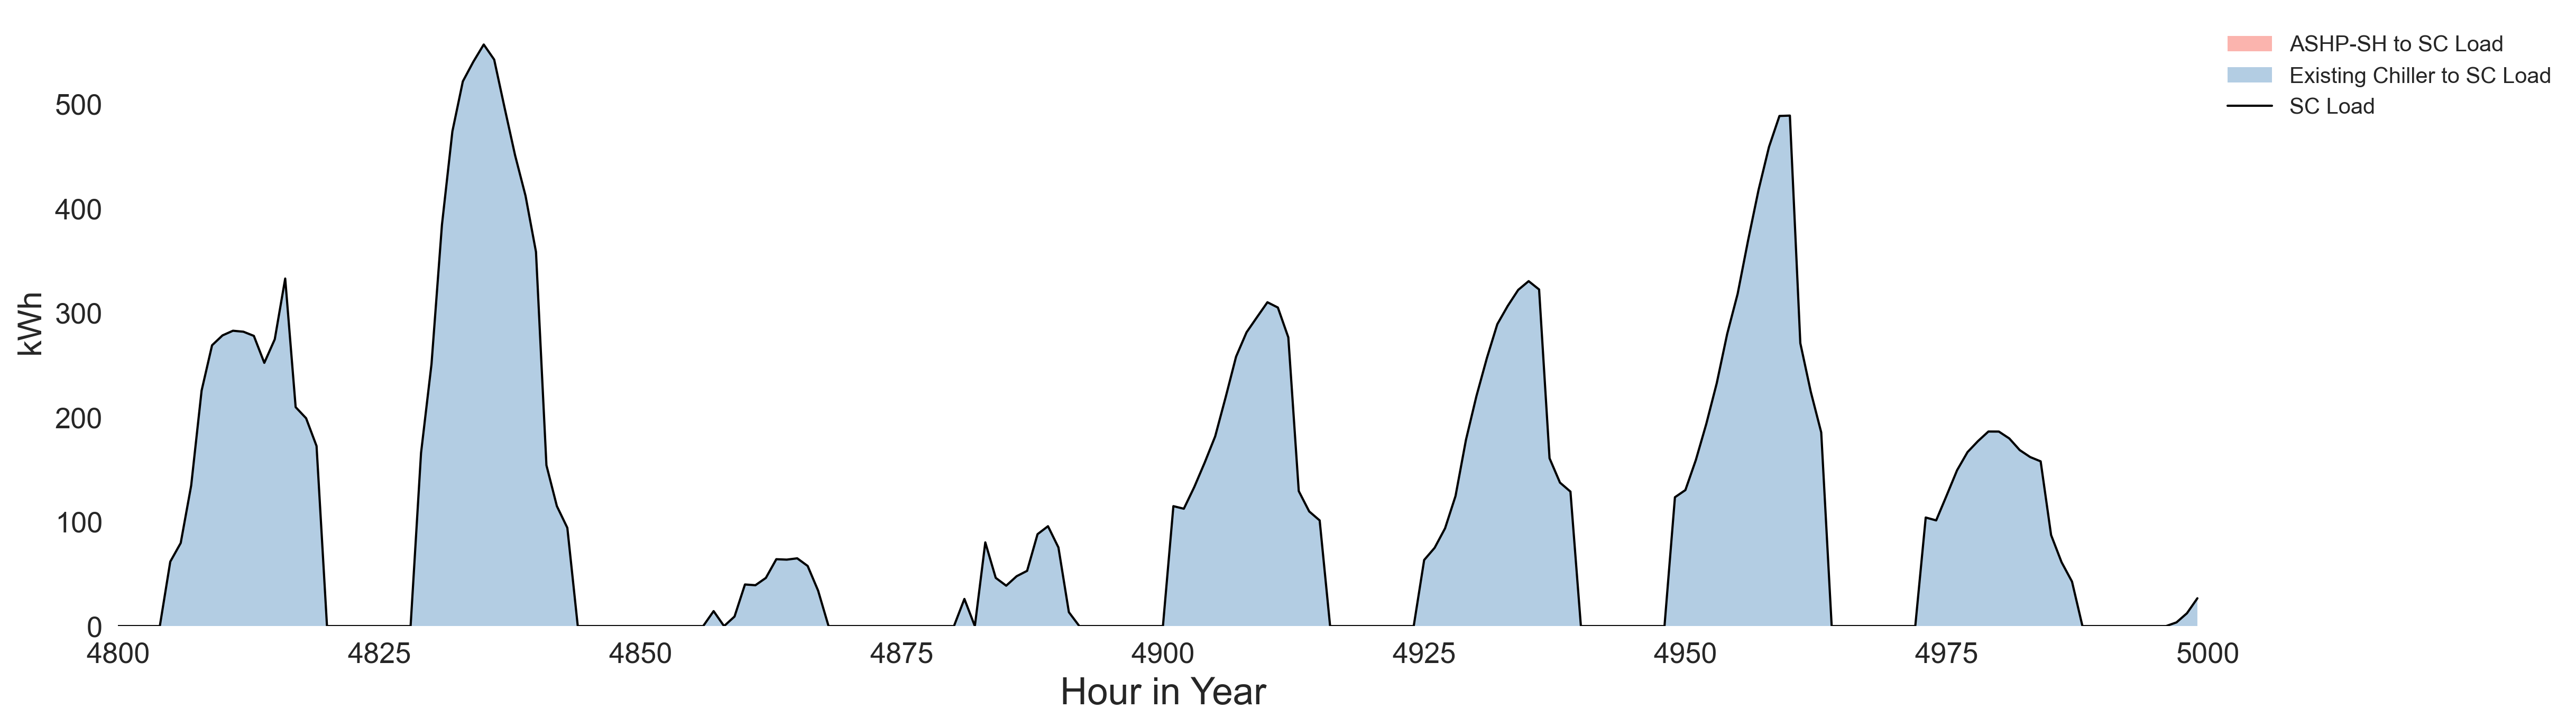 ASHP-SH to SC Load
Existing Chiller to SC Load
SC Load
500
400
300
200
100
0
kWh
4800 4825 4850 4875 4900 4925 4950 4975 5000
Hour in Year